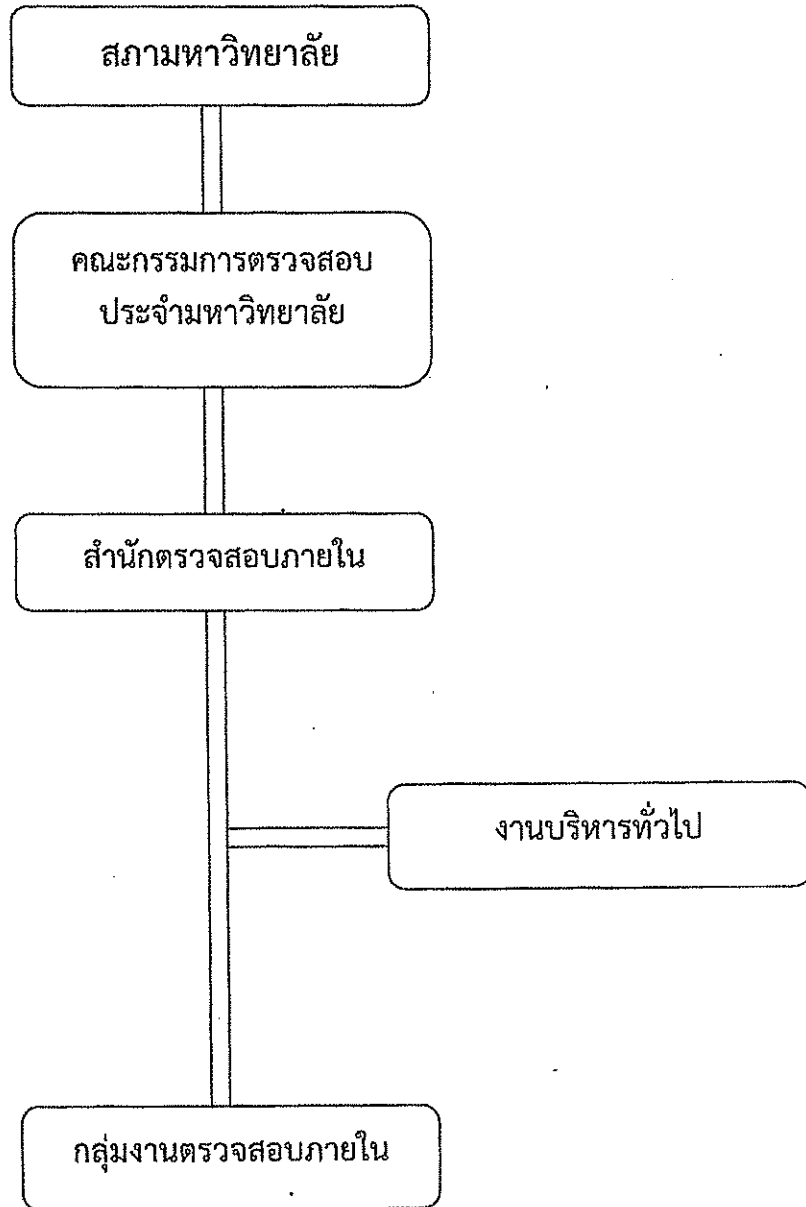 สภามหาวิทยาลัย
คณะกรรมการตรวจสอบ
ประจำมหาวิทยาลัย
สำนักตรวจสอบภายใน
งานบริหารทั่วไป
กลุ่มงานตรวจสอบภายใน